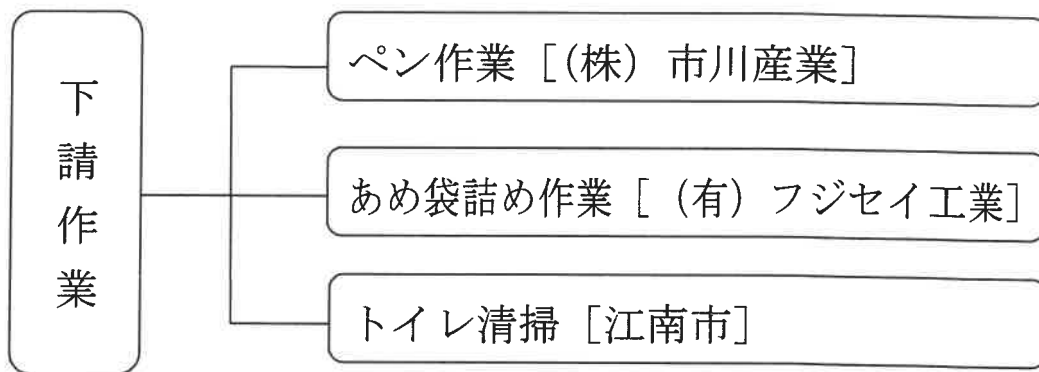 下請作業
ペン作業［(株）市川産業］
あめ袋詰め作業［（有）フジセイ工業］
トイレ清掃［江南市］